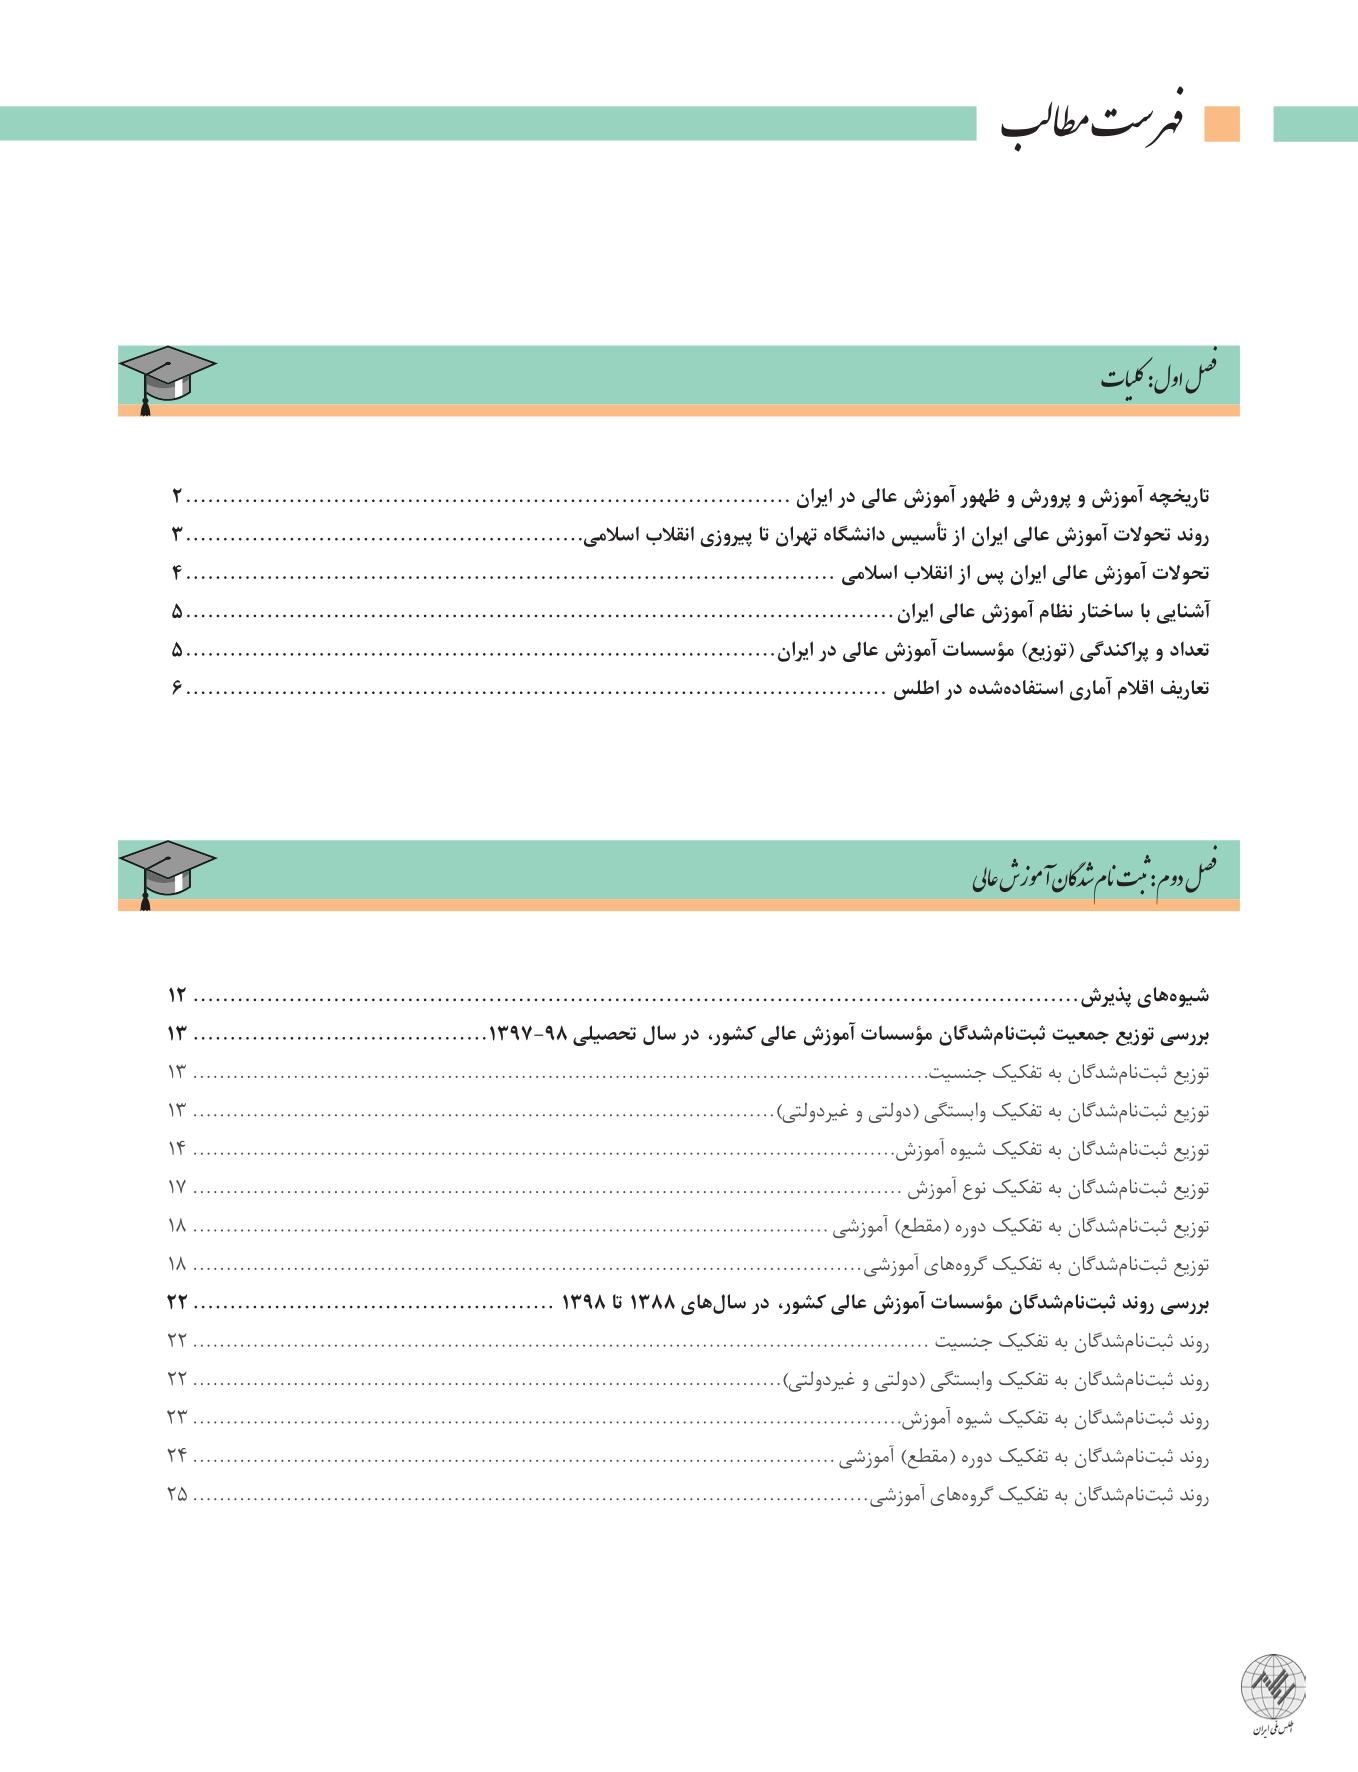 فهرست مطالب
فصل اول: کلیات
تاریخچه آموزش و پرورش و ظهور آموزش عالی در ایران ........ ۲
روند تحولات آموزش عالی ایران از تأسیس دانشگاه تهران تا پیروزی انقلاب اسلامی ........ ۳
تحولات آموزش عالی ایران پس از انقلاب اسلامی ........ ۴
آشنایی با ساختار نظام آموزش عالی ایران ........ ۵
تعداد و پراکندگی (توزیع) مؤسسات آموزش عالی در ایران ........ ۵
تعاریف اقلام آماری استفاده‌شده در اطلس ........ ۶
فصل دوم: ثبت نام شدگان آموزش عالی
شیوه‌های پذیرش ........ ۱۲
بررسی توزیع جمعیت ثبت‌نام‌شدگان مؤسسات آموزش عالی کشور، در سال تحصیلی ۹۸-۱۳۹۷ ........ ۱۳
توزیع ثبت‌نام‌شدگان به تفکیک جنسیت ........ ۱۳
توزیع ثبت‌نام‌شدگان به تفکیک وابستگی (دولتی و غیردولتی) ........ ۱۳
توزیع ثبت‌نام‌شدگان به تفکیک شیوه آموزش ........ ۱۴
توزیع ثبت‌نام‌شدگان به تفکیک نوع آموزش ........ ۱۷
توزیع ثبت‌نام‌شدگان به تفکیک دوره (مقطع) آموزشی ........ ۱۸
توزیع ثبت‌نام‌شدگان به تفکیک گروه‌های آموزشی ........ ۱۸
بررسی روند ثبت‌نام‌شدگان مؤسسات آموزش عالی کشور، در سال‌های ۱۳۸۸ تا ۱۳۹۸ ........ ۲۲
روند ثبت‌نام‌شدگان به تفکیک جنسیت ........ ۲۲
روند ثبت‌نام‌شدگان به تفکیک وابستگی (دولتی و غیردولتی) ........ ۲۲
روند ثبت‌نام‌شدگان به تفکیک شیوه آموزش ........ ۲۳
روند ثبت‌نام‌شدگان به تفکیک دوره (مقطع) آموزشی ........ ۲۴
روند ثبت‌نام‌شدگان به تفکیک گروه‌های آموزشی ........ ۲۵
اطلس ملی ایران